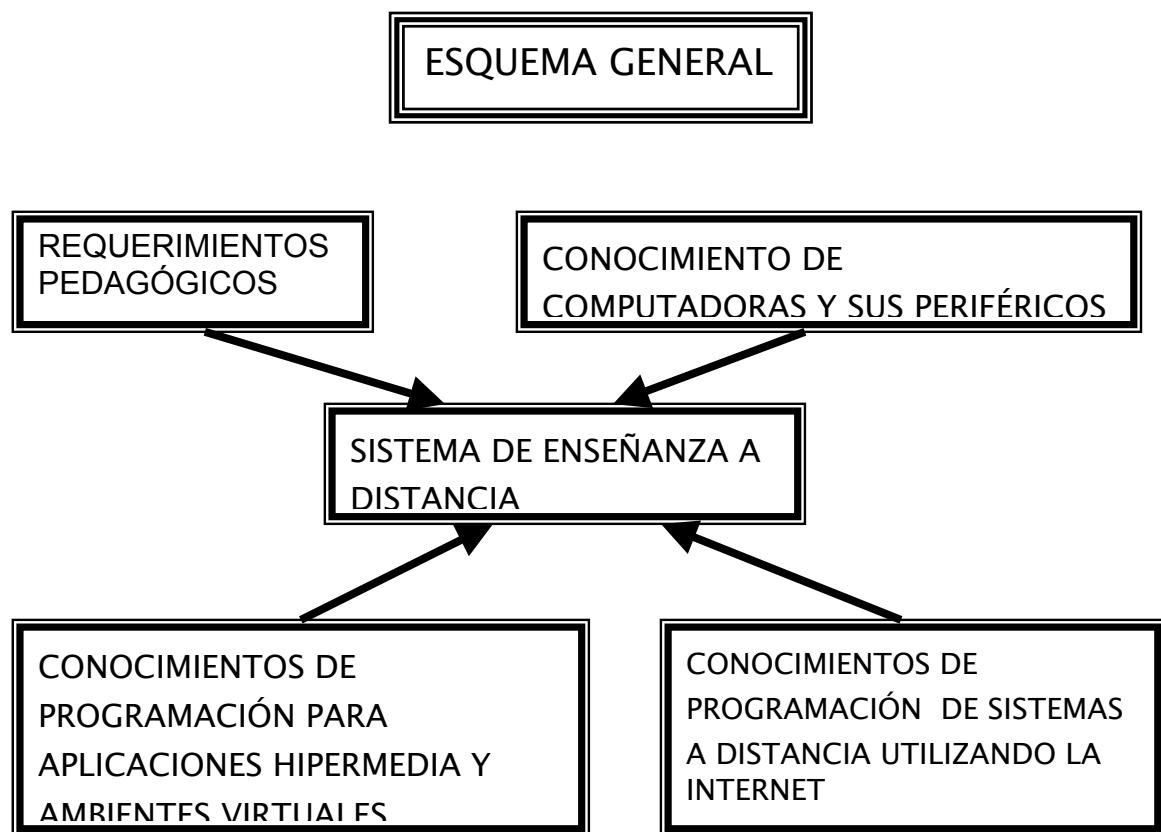 ESQUEMA GENERAL
REQUERIMIENTOS
PEDAGÓGICOS
CONOCIMIENTO DE
COMPUTADORAS Y SUS PERIFÉRICOS
SISTEMA DE ENSEÑANZA A
DISTANCIA
CONOCIMIENTOS DE
PROGRAMACIÓN PARA
APLICACIONES HIPERMEDIA Y
AMBIENTES VIRTUALES
CONOCIMIENTOS DE
PROGRAMACIÓN DE SISTEMAS
A DISTANCIA UTILIZANDO LA
INTERNET